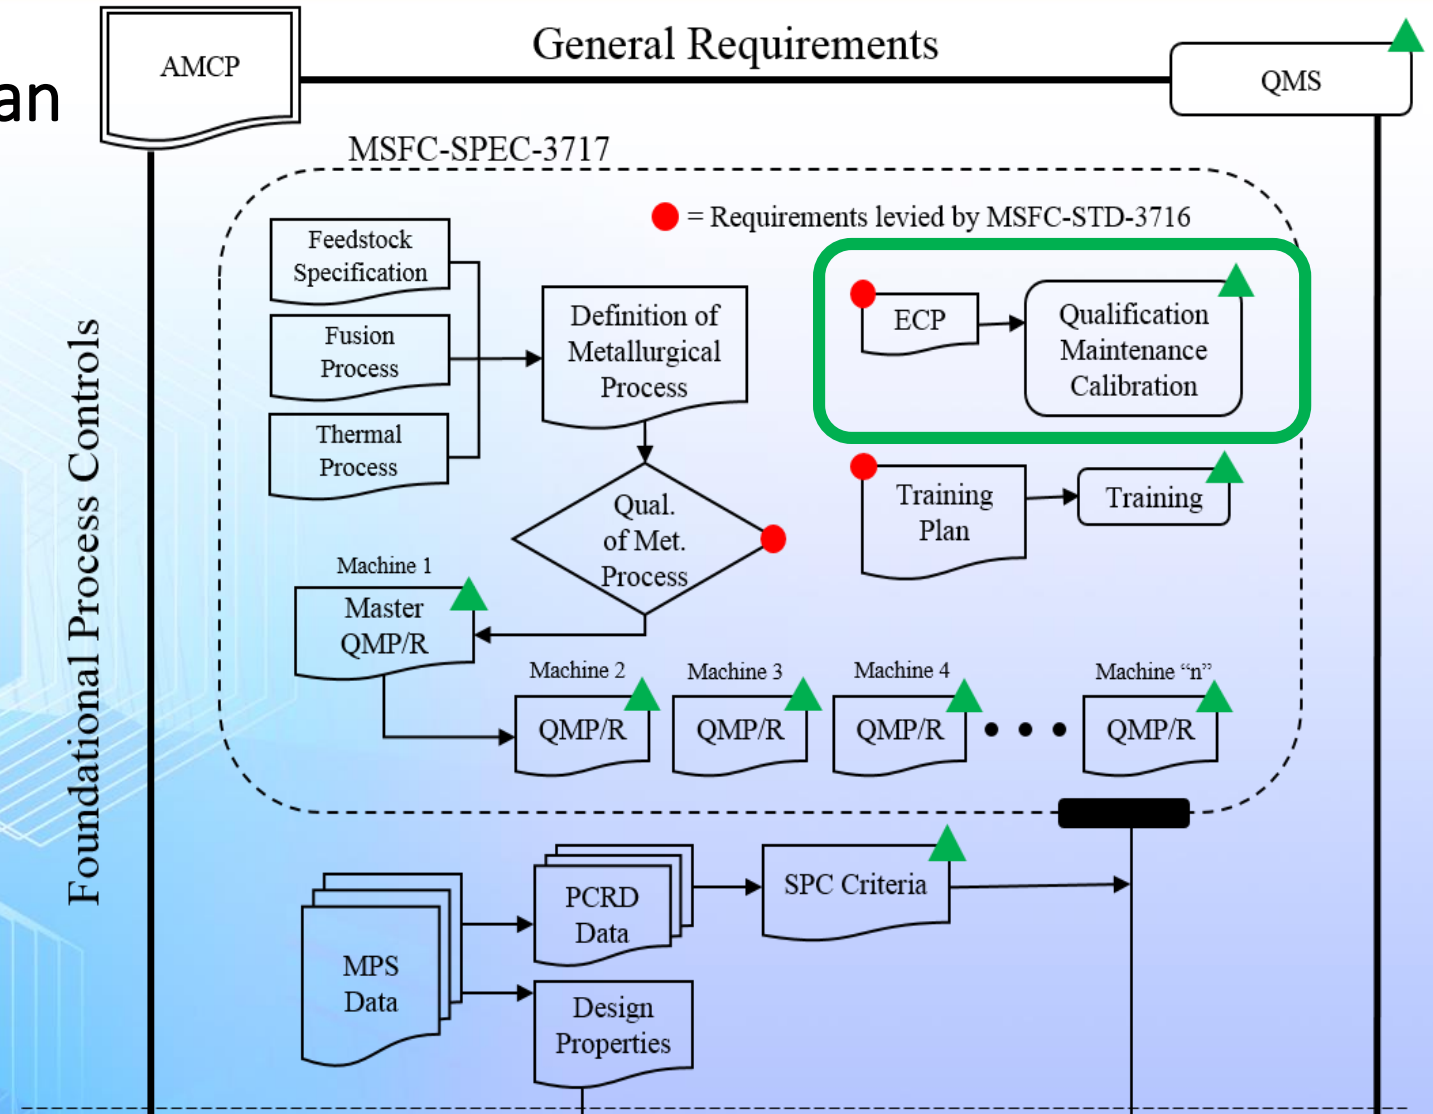 General Requirements
AMCP
QMS
an
MSFC-SPEC-3717
= Requirements levied by MSFC-STD-3716
Foundational Process Controls
Feedstock
Specification
Fusion
Process
Thermal
Process
Definition of
Metallurgical
Process
ECP
Qualification
Maintenance
Calibration
Training
Plan
Training
Qual.
of Met.
Process
Machine 1
Master
QMP/R
Machine 2
QMP/R
Machine 3
QMP/R
Machine 4
QMP/R
Machine “n”
QMP/R
MPS
Data
PCRD
Data
SPC Criteria
Design
Properties